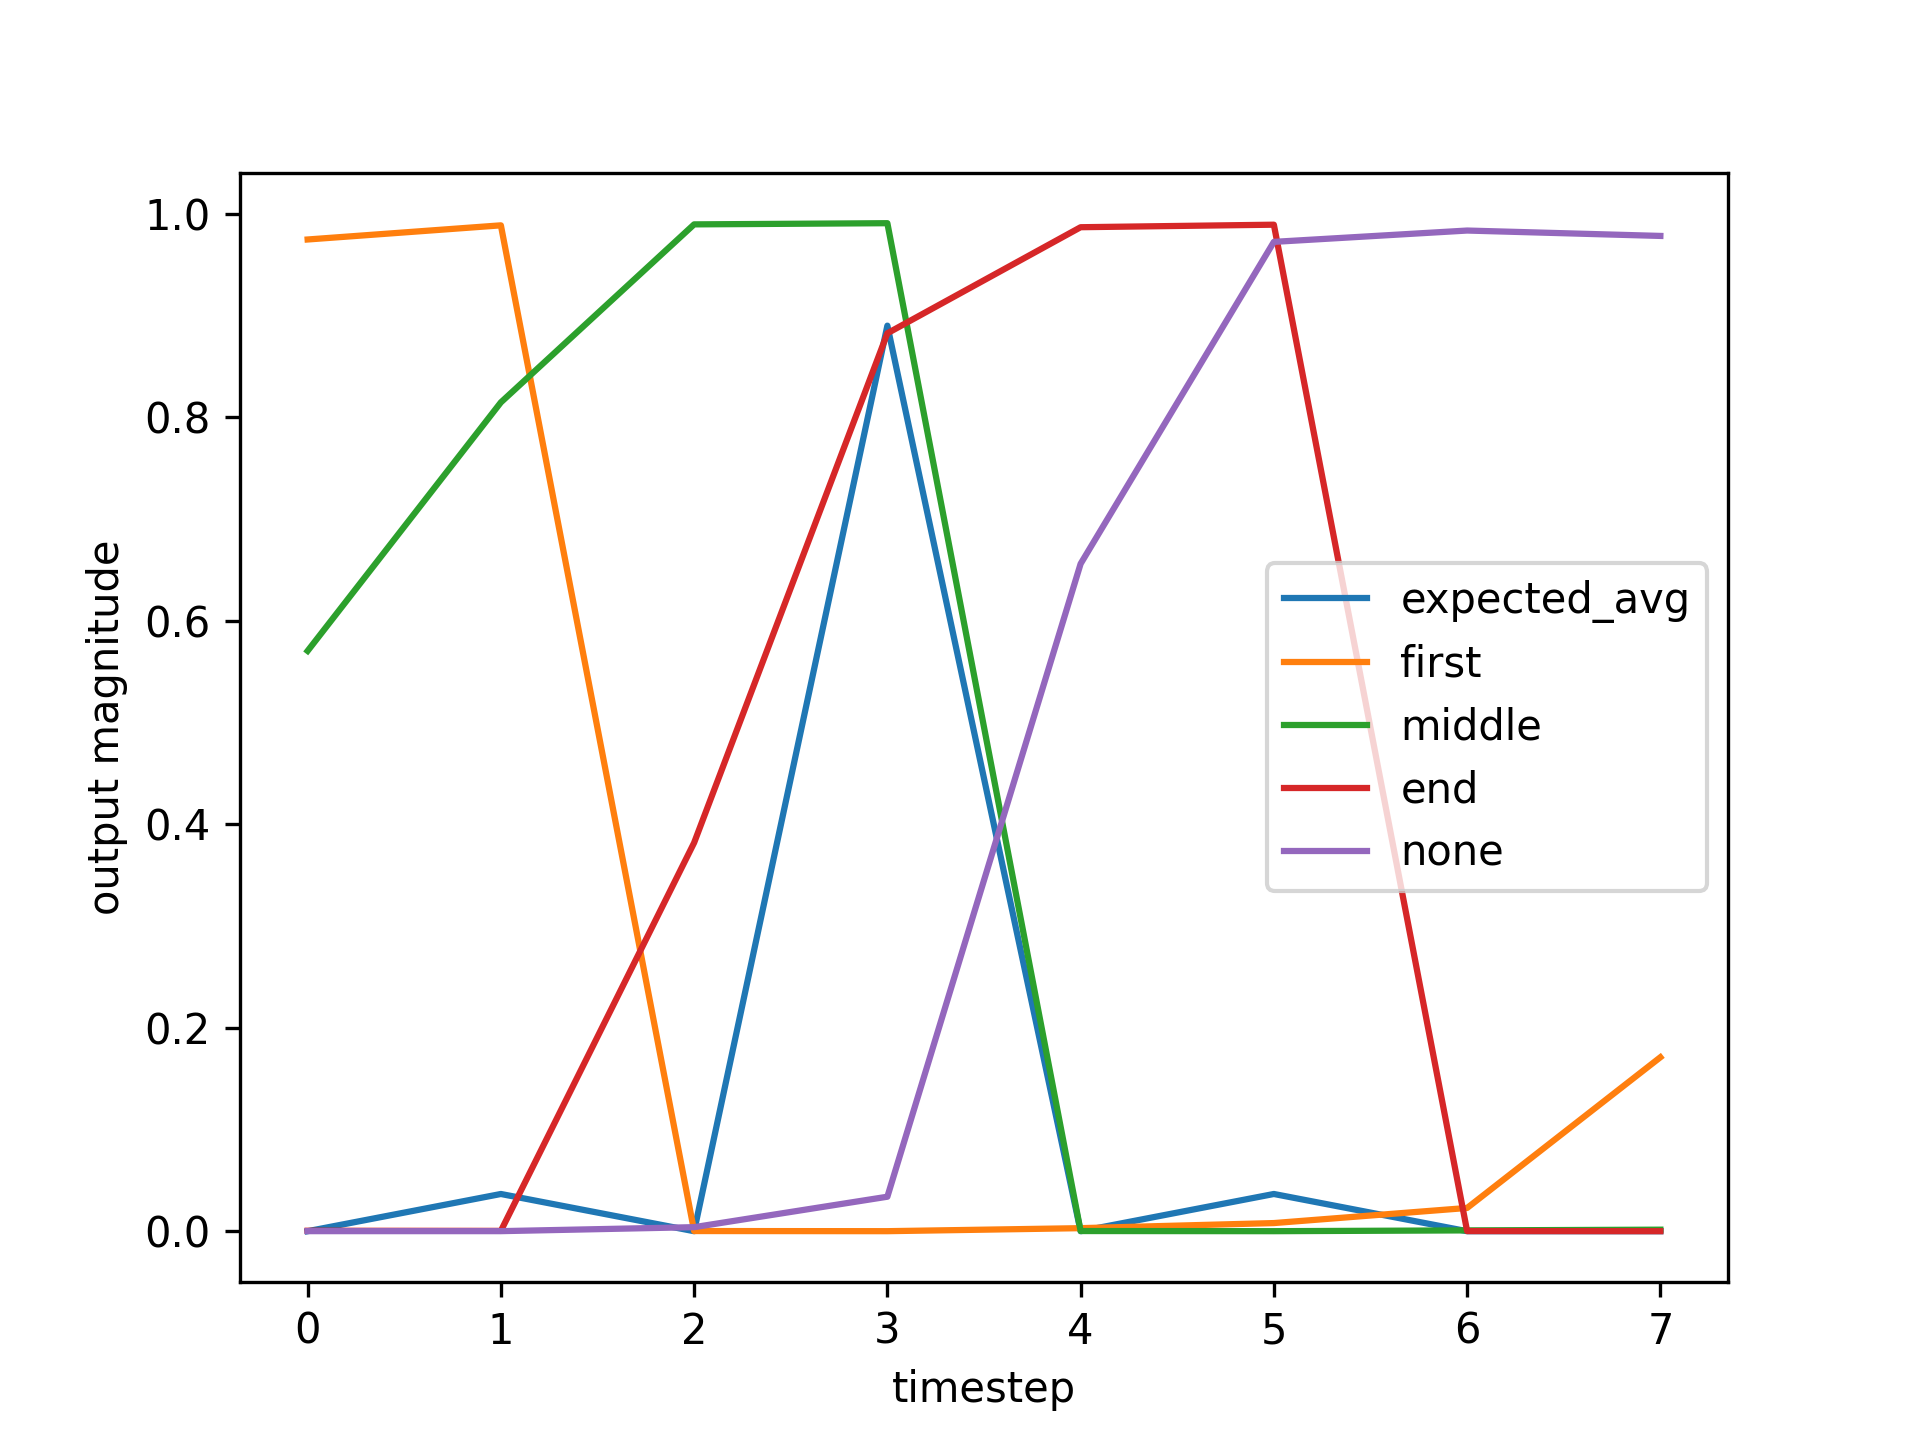 1.0
0.8
0.6
0.4
0.2
0.0
output magnitude
expected_avg
first
middle
end
none
0 1 2 3 4 5 6 7
timestep